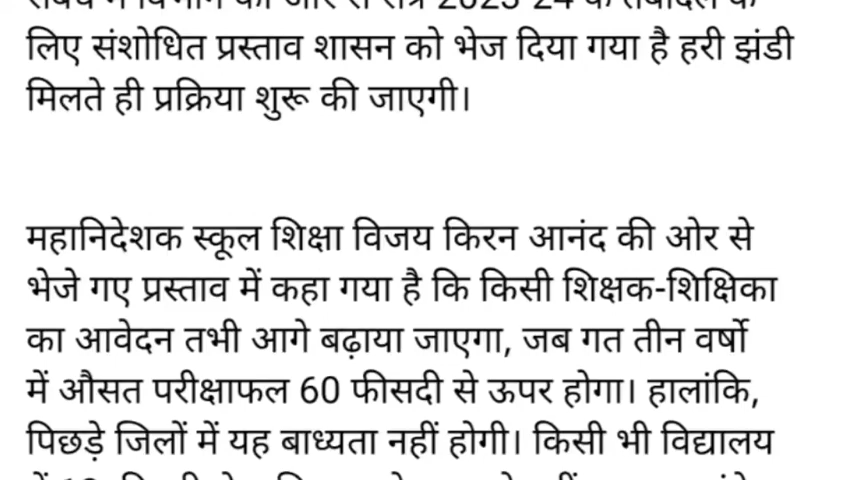 लिए संशोधित प्रस्ताव शासन को भेज दिया गया है हरी झंडी
मिलते ही प्रक्रिया शुरू की जाएगी।
महानिदेशक स्कूल शिक्षा विजय किरन आनंद की ओर से
भेजे गए प्रस्ताव में कहा गया है कि किसी शिक्षक-शिक्षिका
का आवेदन तभी आगे बढ़ाया जाएगा, जब गत तीन वर्षो
में औसत परीक्षाफल 60 फीसदी से ऊपर होगा। हालांकि,
पिछड़े जिलों में यह बाध्यता नहीं होगी। किसी भी विद्यालय